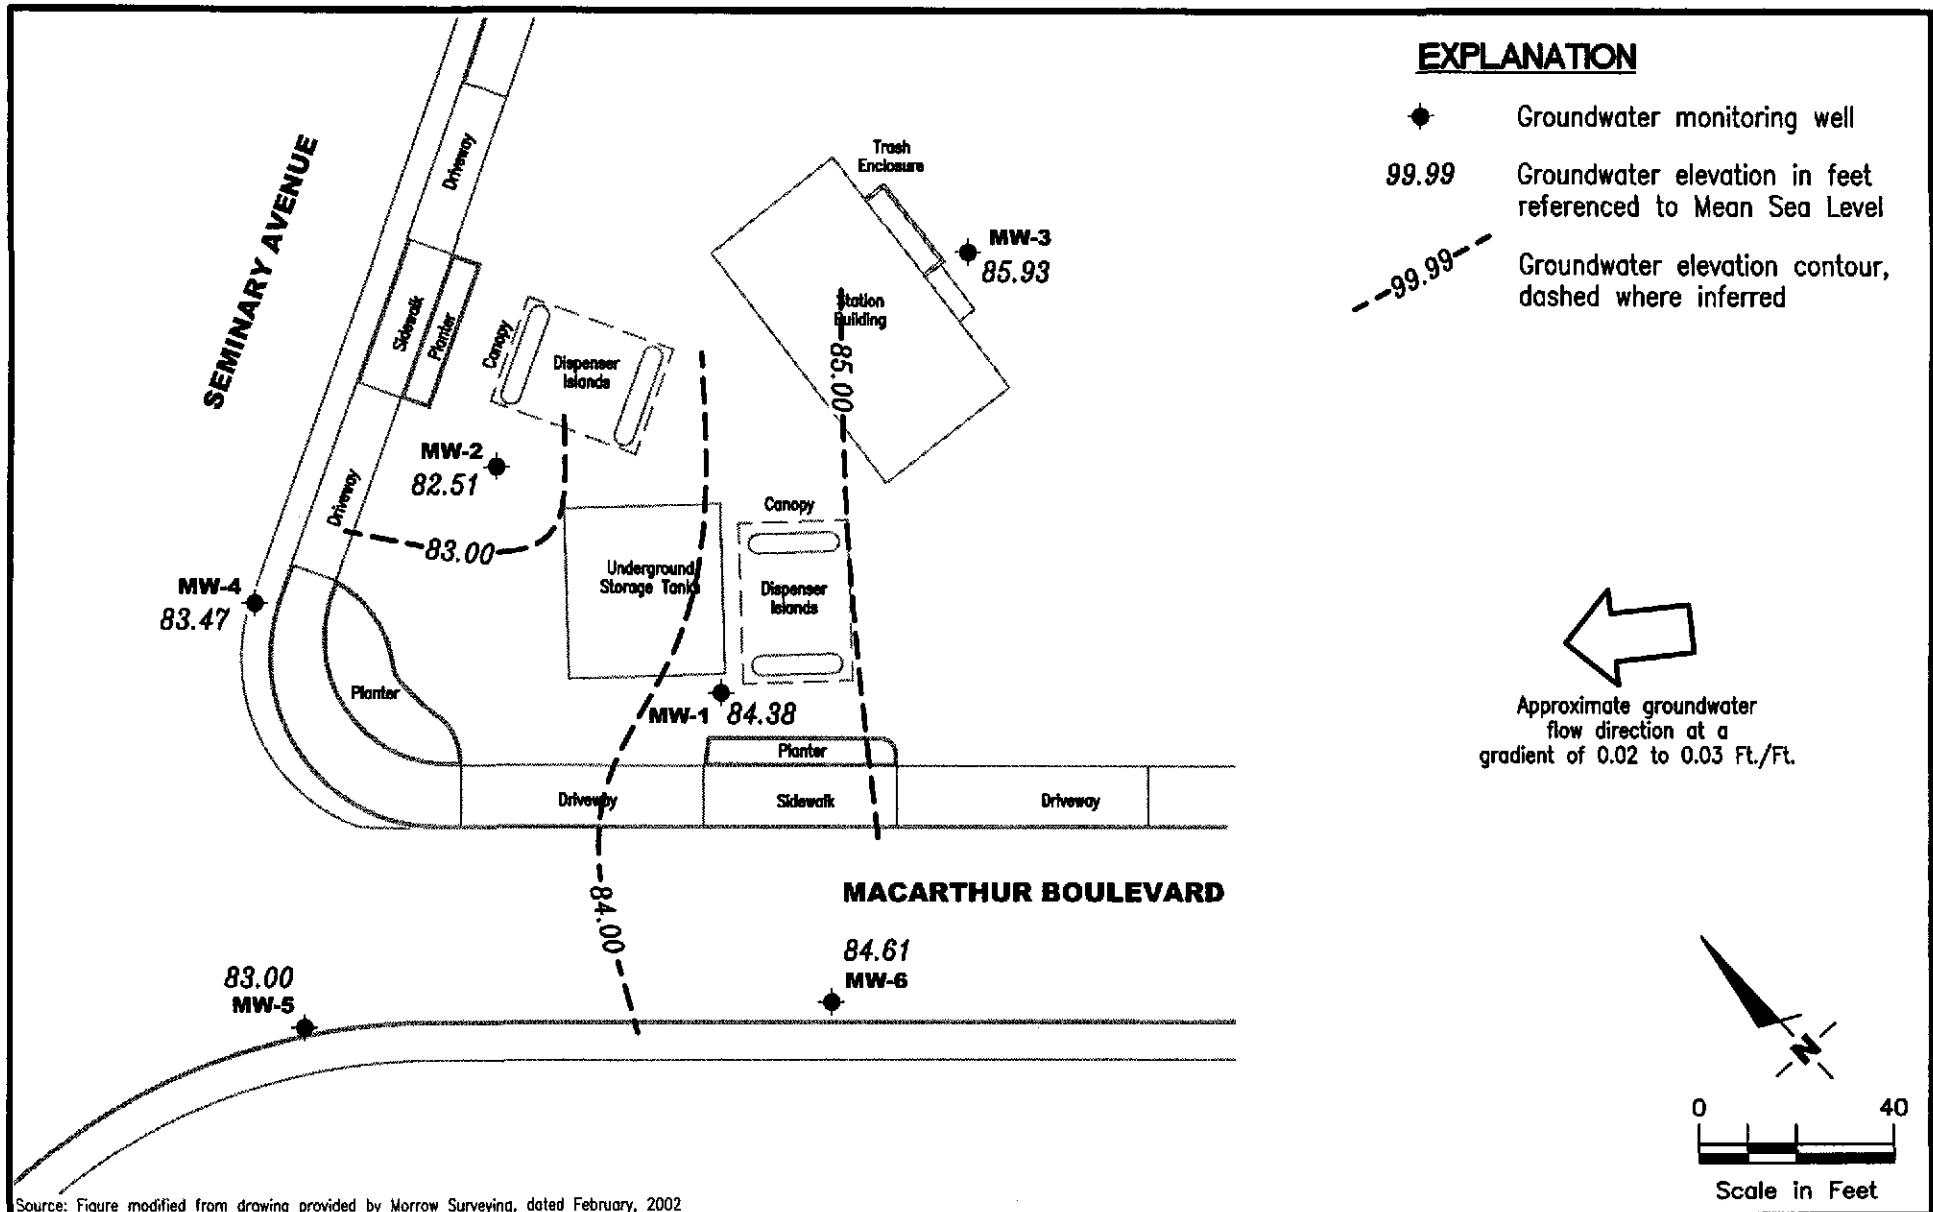 EXPLANATION
Groundwater monitoring well
99.99
Groundwater elevation in feet
referenced to Mean Sea Level
99.99
Groundwater elevation contour,
dashed where inferred
SEMINARY AVENUE
Driveway
Sidewalk
Planter
Canopy
Dispenser
Islands
Trash
Enclosure
Station
Building
MW-3
85.93
85.00
MW-2
82.51
Driveway
83.00
MW-4
83.47
Underground
Storage Tanks
Canopy
Dispenser
Islands
Planter
MW-1
84.38
Planter
Driveway
Sidewalk
Driveway
84.00
MACARTHUR BOULEVARD
83.00
MW-5
84.61
MW-6
Approximate groundwater
flow direction at a
gradient of 0.02 to 0.03 Ft./Ft.
N
0
40
Scale in Feet
Source: Figure modified from drawing provided by Morrow Surveying, dated February, 2002